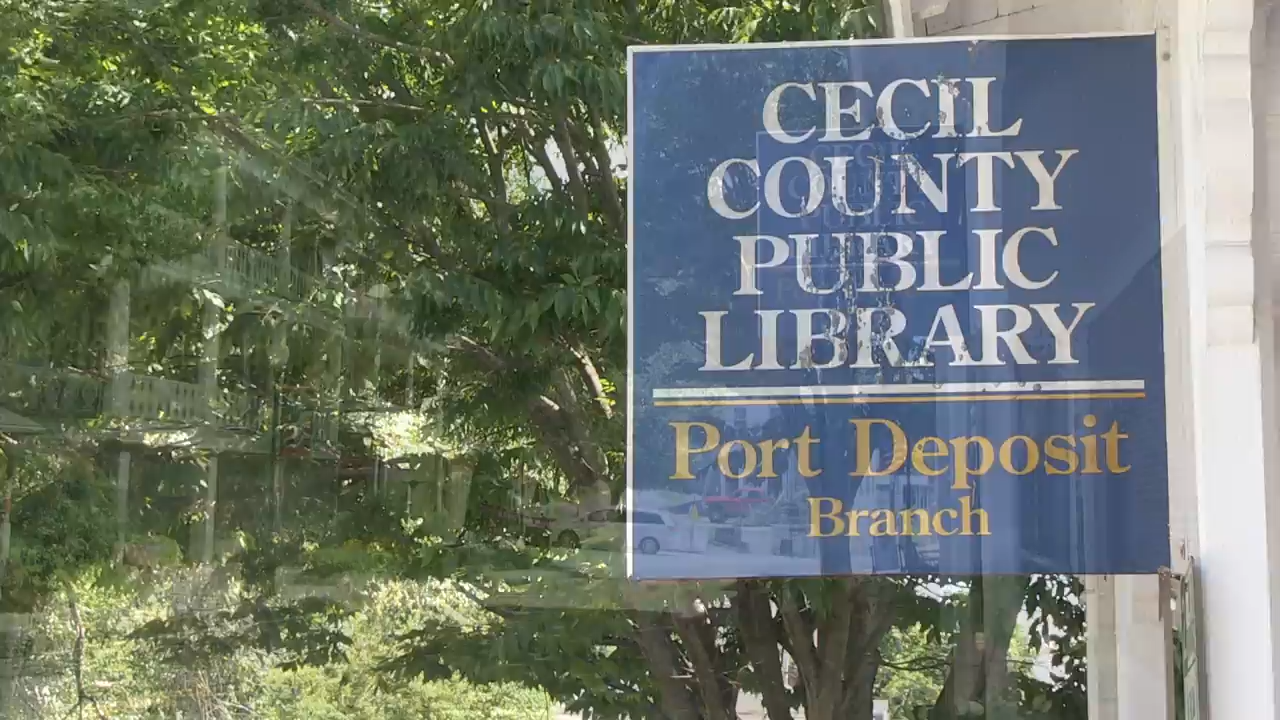 CECIL
COUNTY
PUBLIC
LIBRARY
Port Deposit
Branch